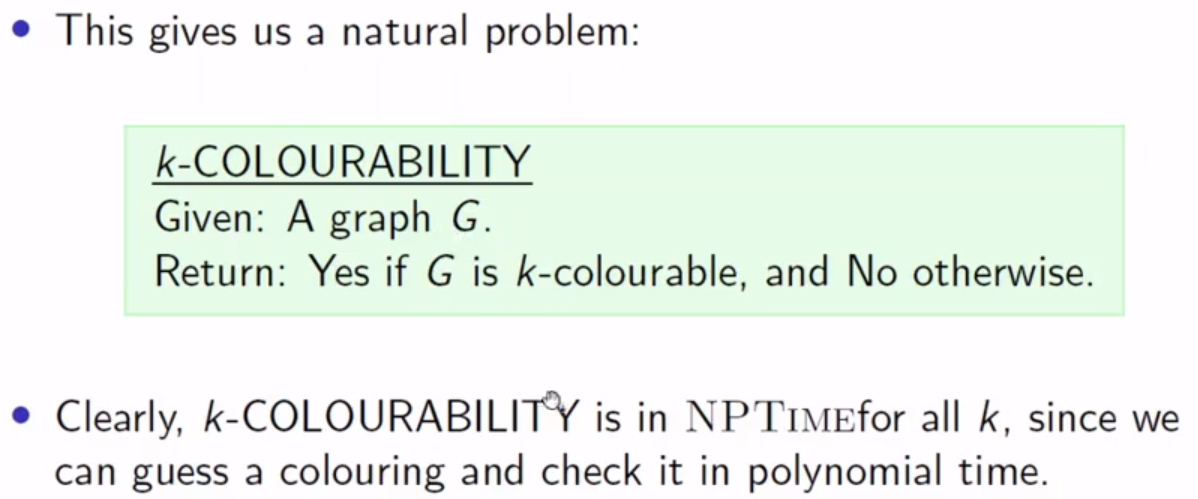 • This gives us a natural problem:
k-COLOURABILITY
Given: A graph G.
Return: Yes if G is k-colourable, and No otherwise.
• Clearly, k-COLOURABILITY is in NPTIMEfor all k, since we
can guess a colouring and check it in polynomial time.